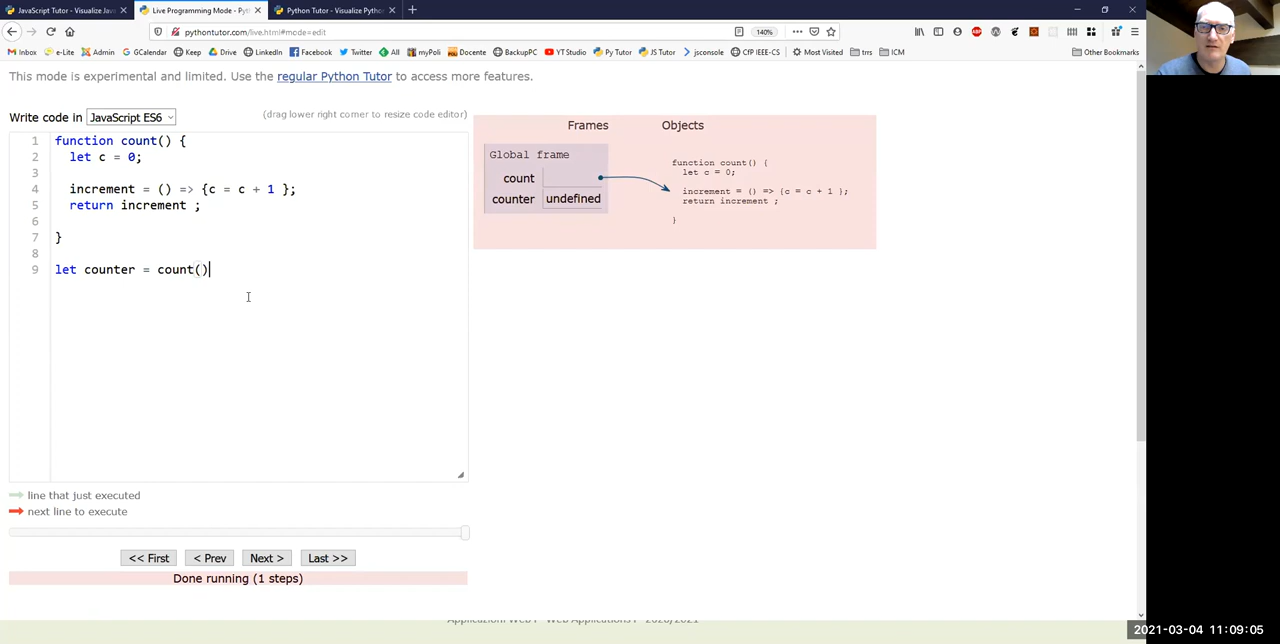 JavaScript Tutor - Visualize Java
Live Programming Mode - Pyt
Python Tutor - Visualize Python
pythontutor.com/live.html#mode=edit
140%
Inbox
e-Lite
Admin
GCalendar
Keep
Drive
LinkedIn
Facebook
Twitter
All
myPoli
Docente
BackupPC
YT Studio
Py Tutor
JS Tutor
jsconsole
CfP IEEE-CS
Most Visited
trrs
ICM
Other Bookmarks
This mode is experimental and limited. Use the regular Python Tutor to access more features.
Write code in JavaScript ES6
(drag lower right corner to resize code editor)
1 function count() {
2 let c = 0;
3
4 increment = () => {c = c + 1 };
5 return increment ;
6
7 }
8
9 let counter = count()
line that just executed
next line to execute
<< First
< Prev
Next >
Last >>
Done running (1 steps)
Frames
Objects
Global frame
count
counter undefined
function count() {
let c = 0;
increment = () => {c = c + 1 };
return increment ;
}
2021-03-04 11:09:05